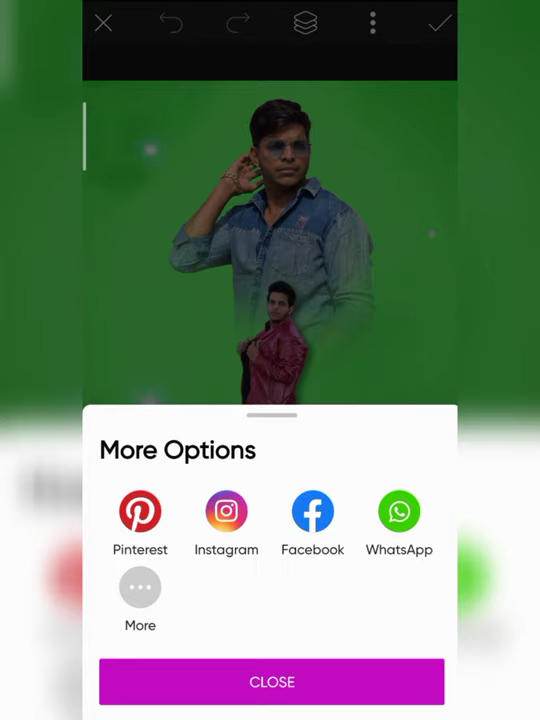 More Options
Pinterest
Instagram
Facebook
WhatsApp
More
CLOSE